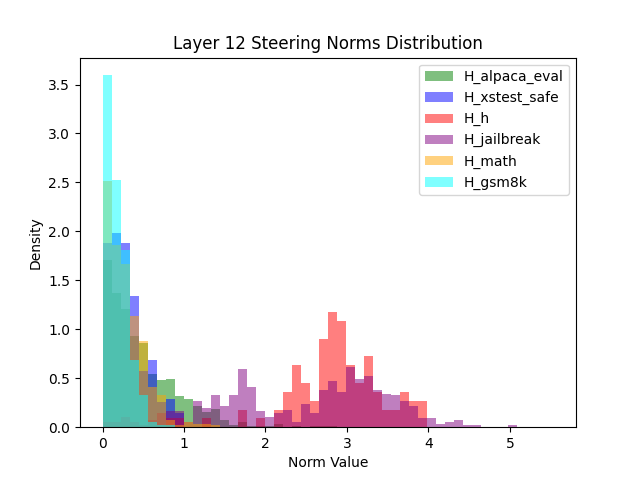 Layer 12 Steering Norms Distribution
H_alpaca_eval
H_xstest_safe
H_h
H_jailbreak
H_math
H_gsm8k
3.5
3.0
2.5
2.0
1.5
1.0
0.5
0.0
Density
0 1 2 3 4 5
Norm Value